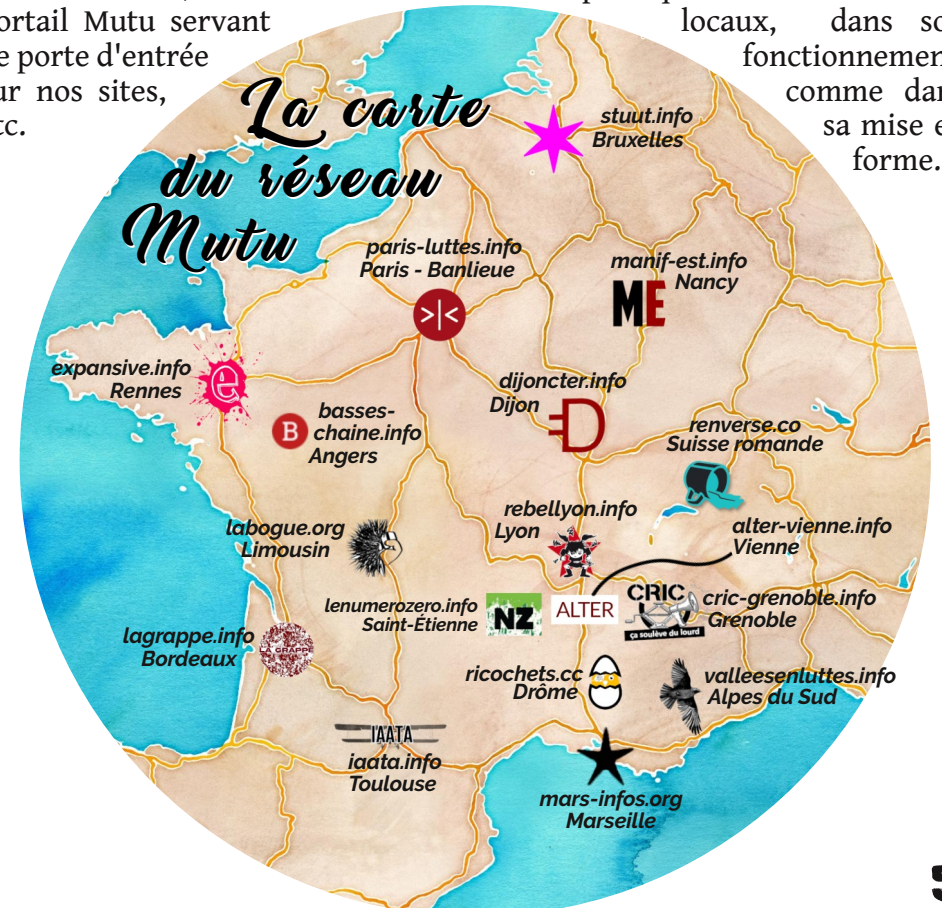 ortail Mutu servant
e porte d'entrée
ur nos sites,
tc.
locaux, dans so
fonctionnemen
comme dan
sa mise e
forme.
La carte
du réseau
Mutu
stuut.info
Bruxelles
paris-luttes.info
Paris - Banlieue
>|<
manif-est.info
Nancy
ME
expansive.info
Rennes
e
basses-
chaine.info
Angers
B
dijoncter.info
Dijon
D
renverse.co
Suisse romande
labogue.org
Limousin
rebellyon.info
Lyon
alter-vienne.info
Vienne
lenumerozero.info
Saint-Étienne
NZ
ALTER
CRIC
ça soulève du lourd
cric-grenoble.info
Grenoble
lagrappe.info
Bordeaux
LA GRAPPE
ricochets.cc
Drôme
valleesenluttes.info
Alpes du Sud
IAATA
iaata.info
Toulouse
mars-infos.org
Marseille